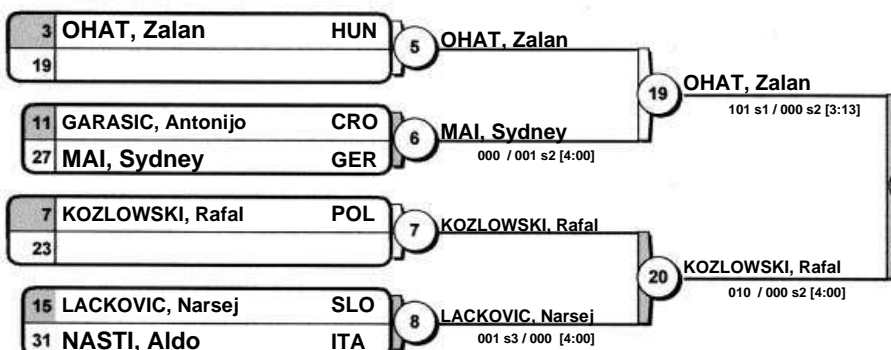 3 OHAT, Zalan HUN
19
5
OHAT, Zalan
11 GARASIC, Antonijo CRO
27 MAI, Sydney GER
6
MAI, Sydney
000 / 001 s2 [4:00]
19
OHAT, Zalan
101 s1 / 000 s2 [3:13]
7 KOZLOWSKI, Rafal POL
23
7
KOZLOWSKI, Rafal
15 LACKOVIC, Narsej SLO
31 NASTI, Aldo ITA
8
LACKOVIC, Narsej
001 s3 / 000 [4:00]
20
KOZLOWSKI, Rafal
010 / 000 s2 [4:00]